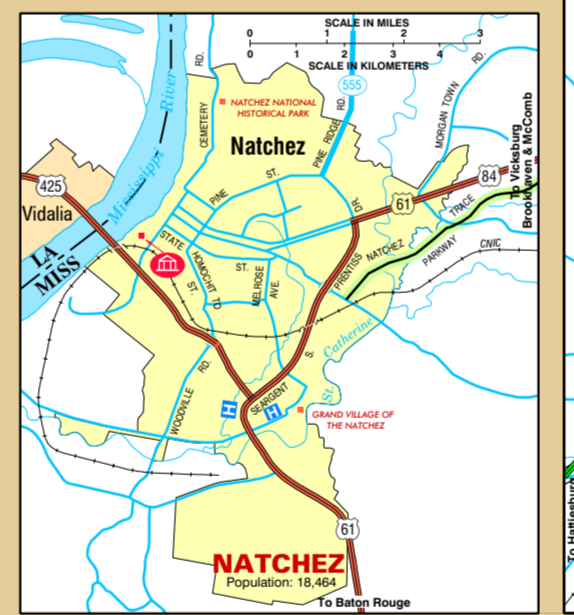 SCALE IN MILES
0 1 2 3
0 1 2 3 4
SCALE IN KILOMETERS
555
RD.
CEMETERY
River
Mississippi
NATCHEZ NATIONAL
HISTORICAL PARK
Natchez
PINE RIDGE RD.
MORGAN TOWN RD.
To Vicksburg
Brookhaven & McComb
425
Vidalia
LA
MISS
PINE ST.
84
61
NATCHEZ TRACE
PARKWAY
CNIC
STATE ST.
HOMOCHITTO
ST.
MELROSE
AVE.
S. PRENTISS DR.
St. Catherine
WOODVILLE RD.
H
H
SEARGENT
GRAND VILLAGE OF
THE NATCHEZ
61
NATCHEZ
Population: 18,464
To Baton Rouge
To Hattiesburg